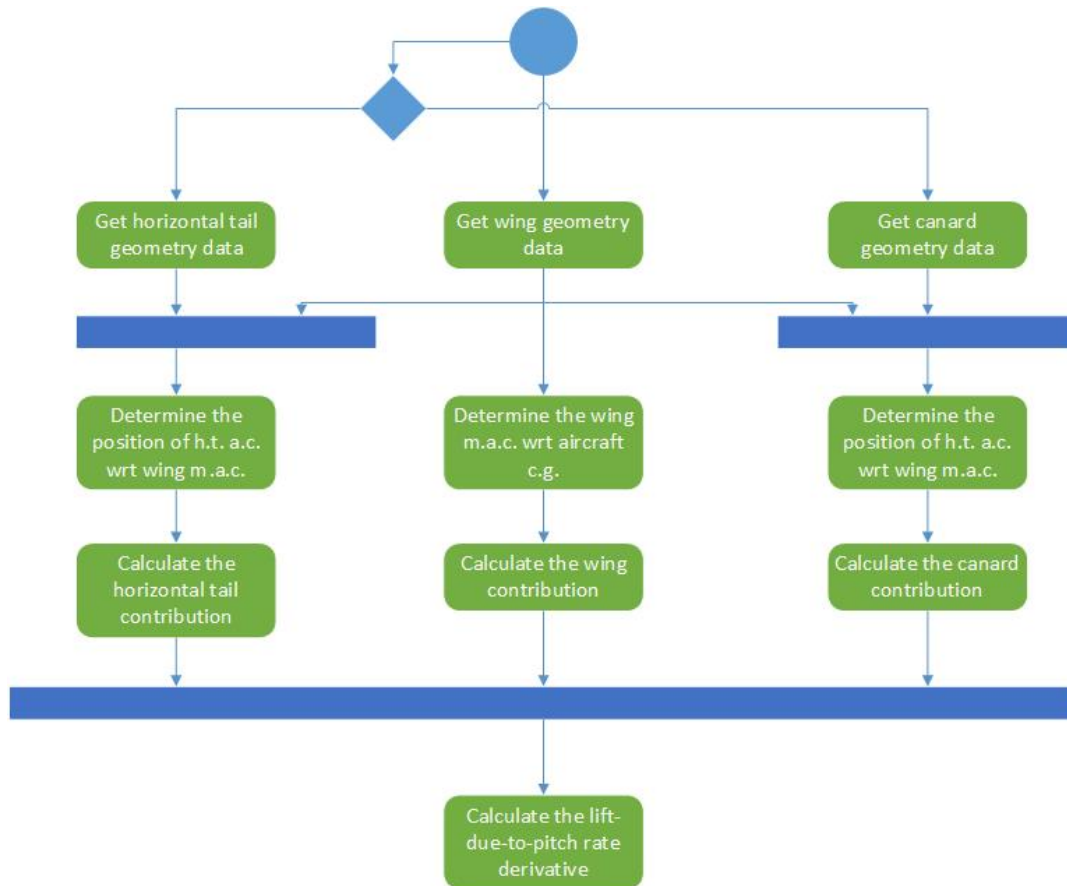 Get horizontal tail
geometry data
Get wing geometry
data
Get canard
geometry data
Determine the
position of h.t. a.c.
wrt wing m .a.c.
Determine the wing
m.a.c. wrt aircraft
c.g.
Determine the
position of h.t. a.c.
wrt wing m.a.c.
Calculate the
horizontal tail
contribution
Calculate the wing
contribution
Calculate the canard
contribution
Calculate the lift-
due-to-pitch rate
derivative